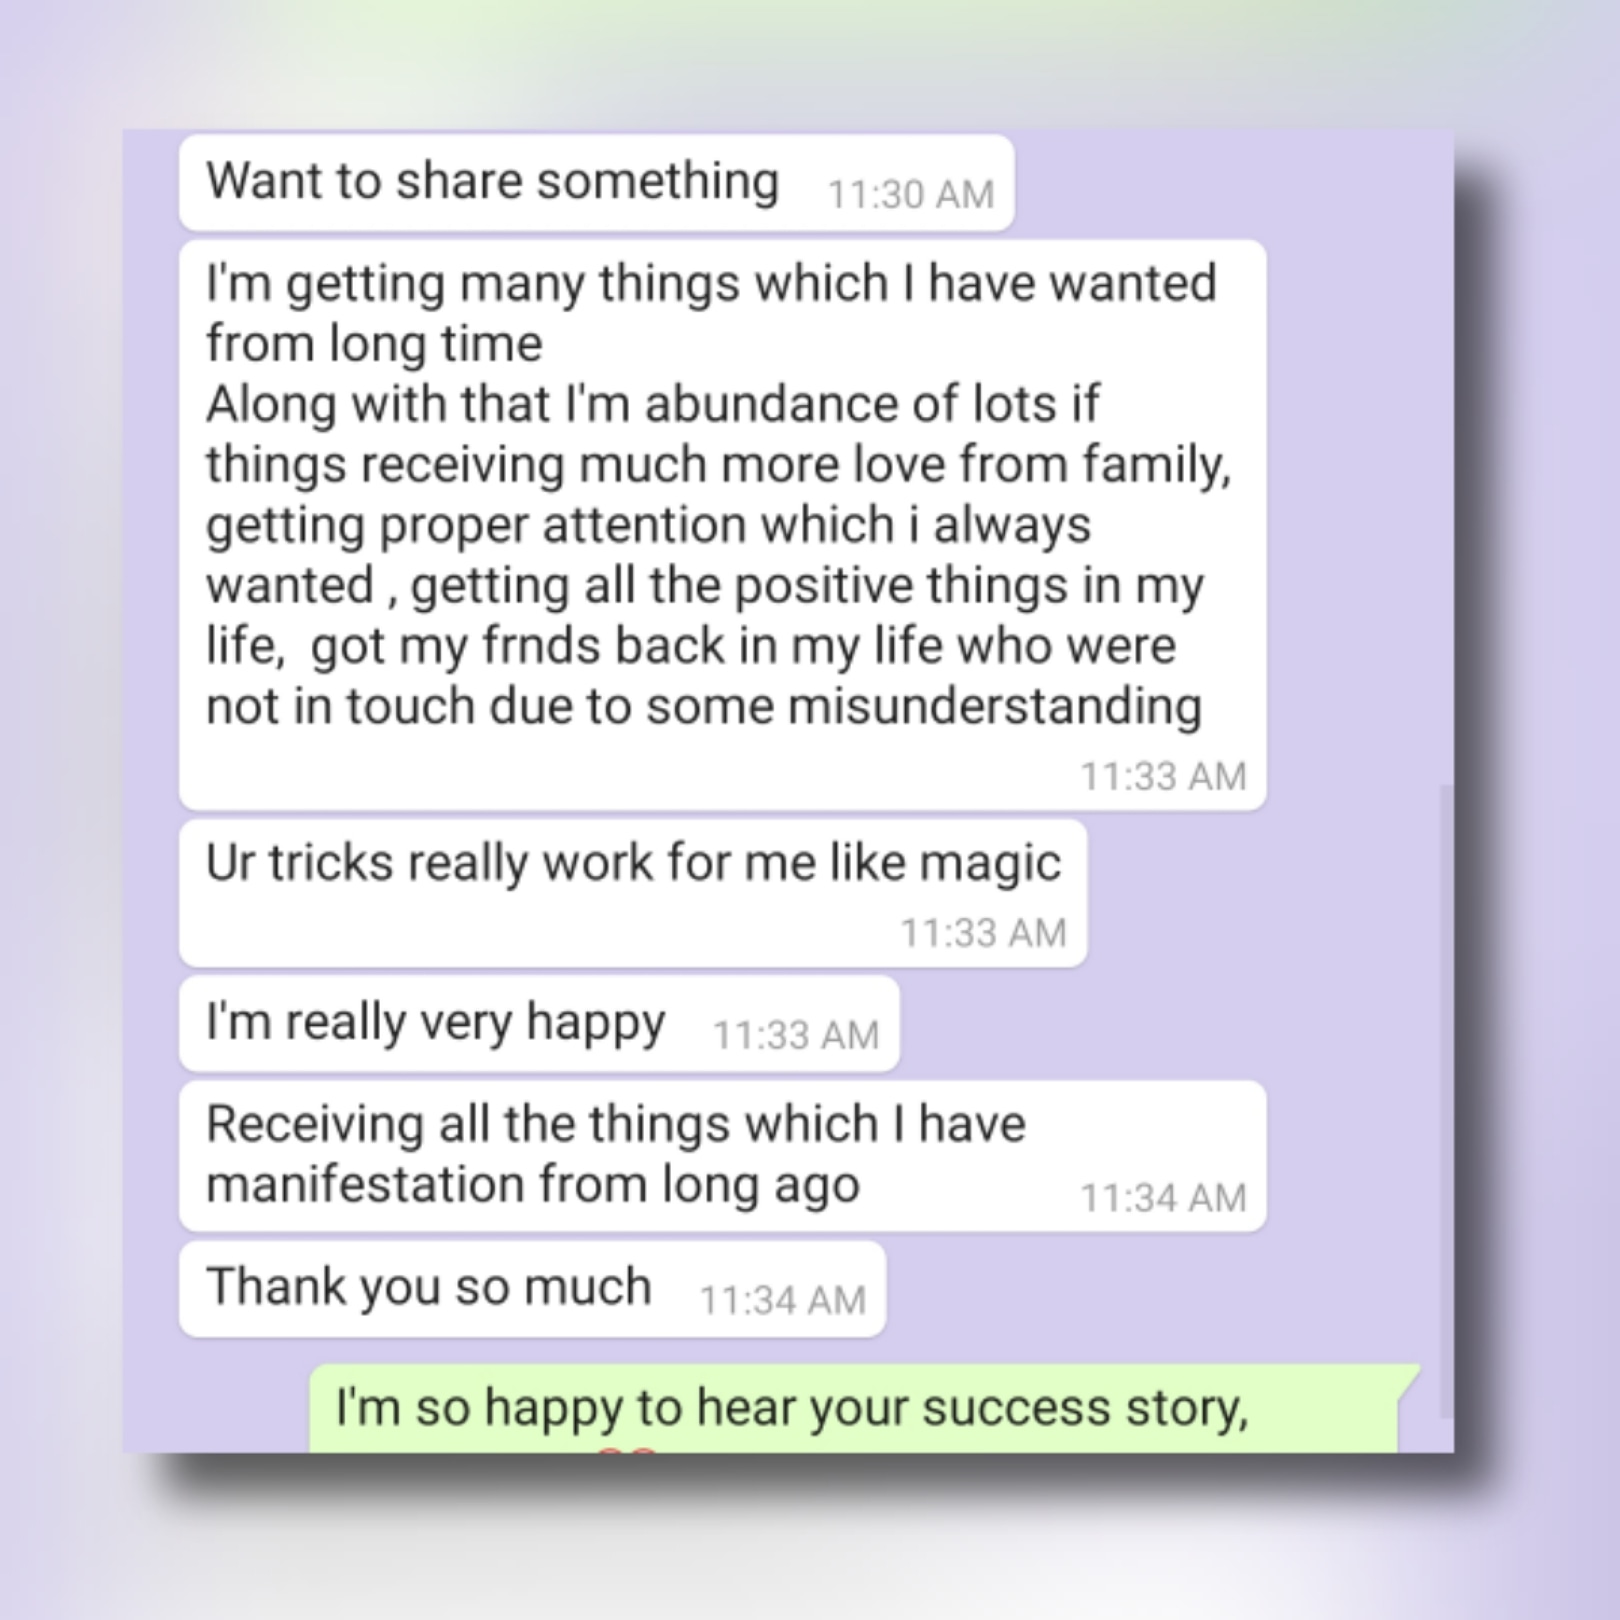 Want to share something 11:30 AM
I'm getting many things which I have wanted
from long time
Along with that I'm abundance of lots if
things receiving much more love from family,
getting proper attention which i always
wanted , getting all the positive things in my
life,  got my frnds back in my life who were
not in touch due to some misunderstanding
11:33 AM
Ur tricks really work for me like magic
11:33 AM
I'm really very happy 11:33 AM
Receiving all the things which I have
manifestation from long ago 11:34 AM
Thank you so much 11:34 AM
I'm so happy to hear your success story,